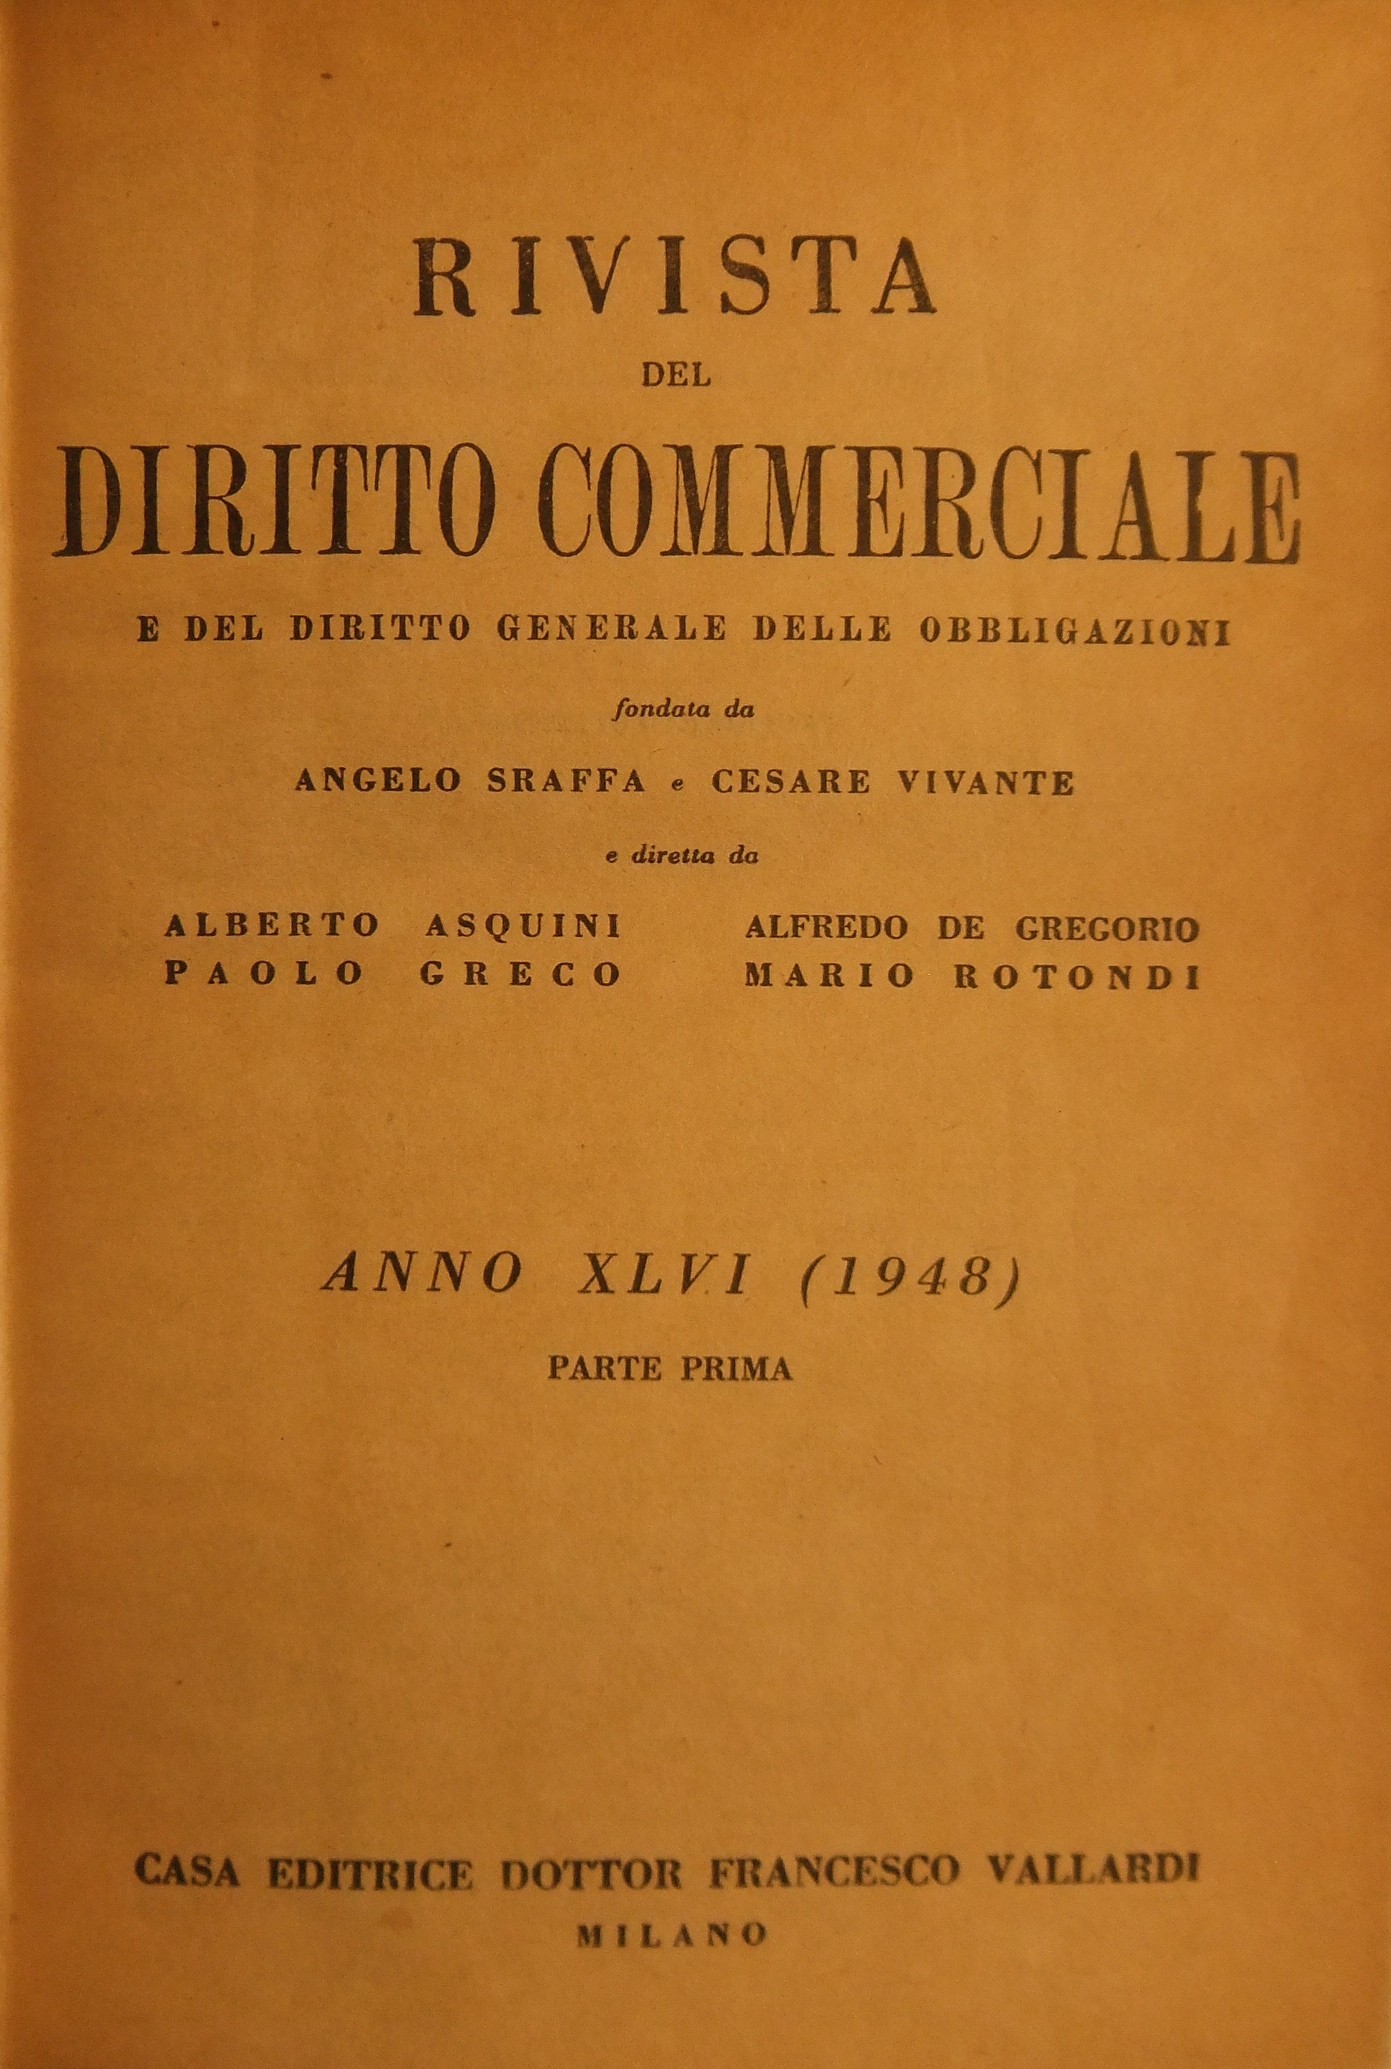 RIVISTA
DEL
DIRITTO COMMERCIALE
E DEL DIRITTO GENERALE DELLE OBBLIGAZIONI
fondata da
ANGELO SRAFFA e CESARE VIVANTE
e diretta da
ALBERTO ASQUINI ALFREDO DE GREGORIO
PAOLO GRECO MARIO ROTONDI
ANNO XLVI (1948)
PARTE PRIMA
CASA EDITRICE DOTTOR FRANCESCO VALLARDI
MILANO